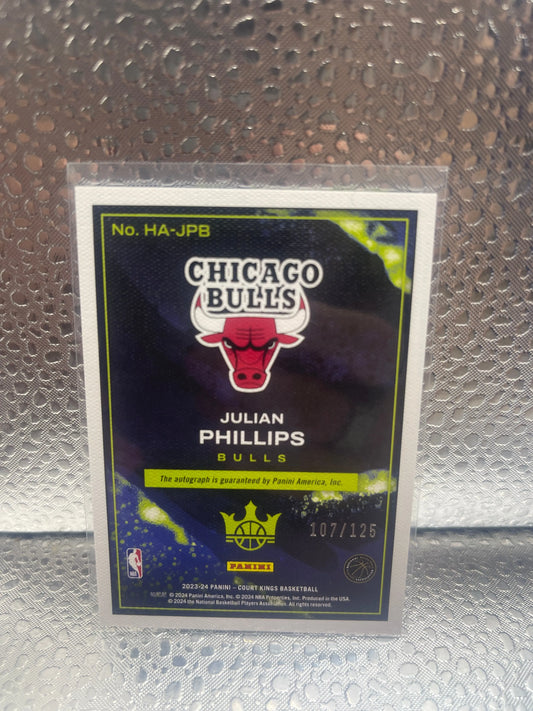 No. HA-JPB
CHICAGO
BULLS
JULIAN
PHILLIPS
BULLS
The autograph is guaranteed by Panini America, Inc.
107/125
NBA
PANINI
2023-24 PANINI – COURT KINGS BASKETBALL
© 2024 Panini America, Inc. © 2024 NBA Properties, Inc. Produced in the USA.
© 2024 the National Basketball Players Association. All rights reserved.